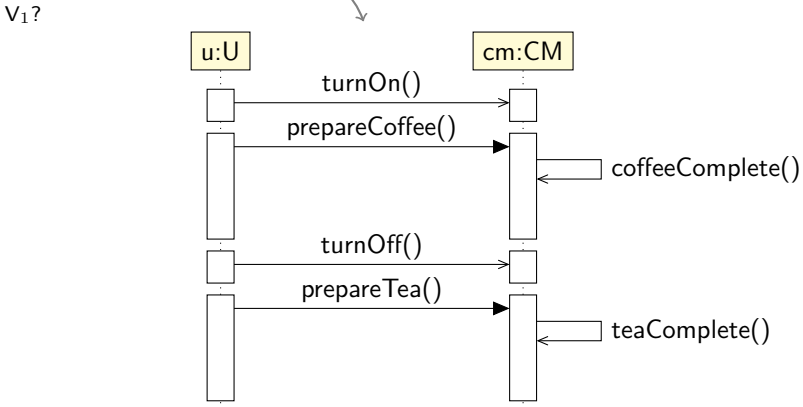 V₁?
u:U
cm:CM
turnOn()
prepareCoffee()
coffeeComplete()
turnOff()
prepareTea()
teaComplete()